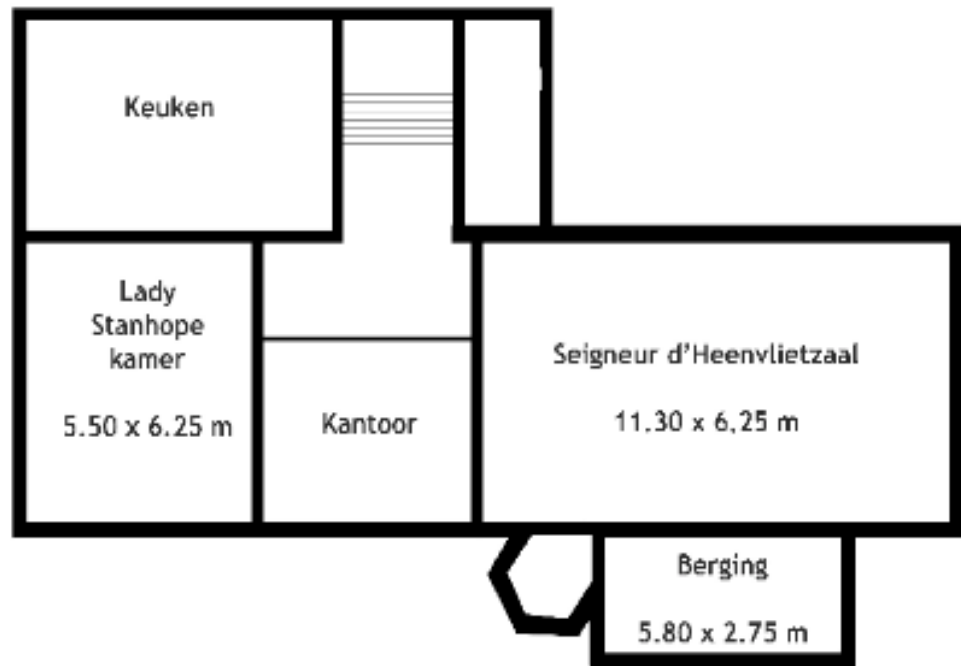 Keuken
Lady
Stanhope
kamer
5.50 x 6.25 m
Kantoor
Seigneur d'Heenvlietzaal
11.30 x 6,25 m
Berging
5.80 x 2.75 m